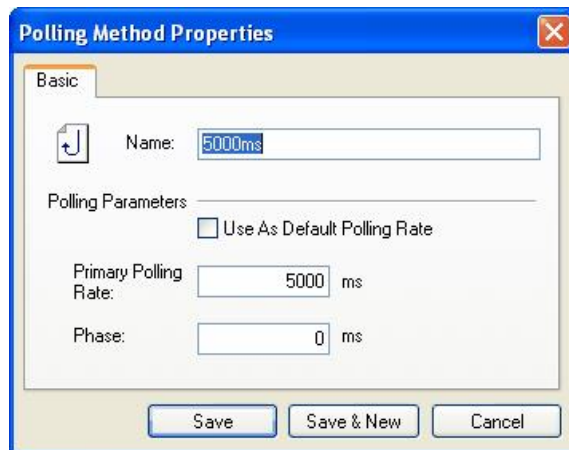 Polling Method Properties
Basic
Name: 5000ms
Polling Parameters
Use As Default Polling Rate
Primary Polling
Rate: 5000 ms
Phase: 0 ms
Save Save & New Cancel